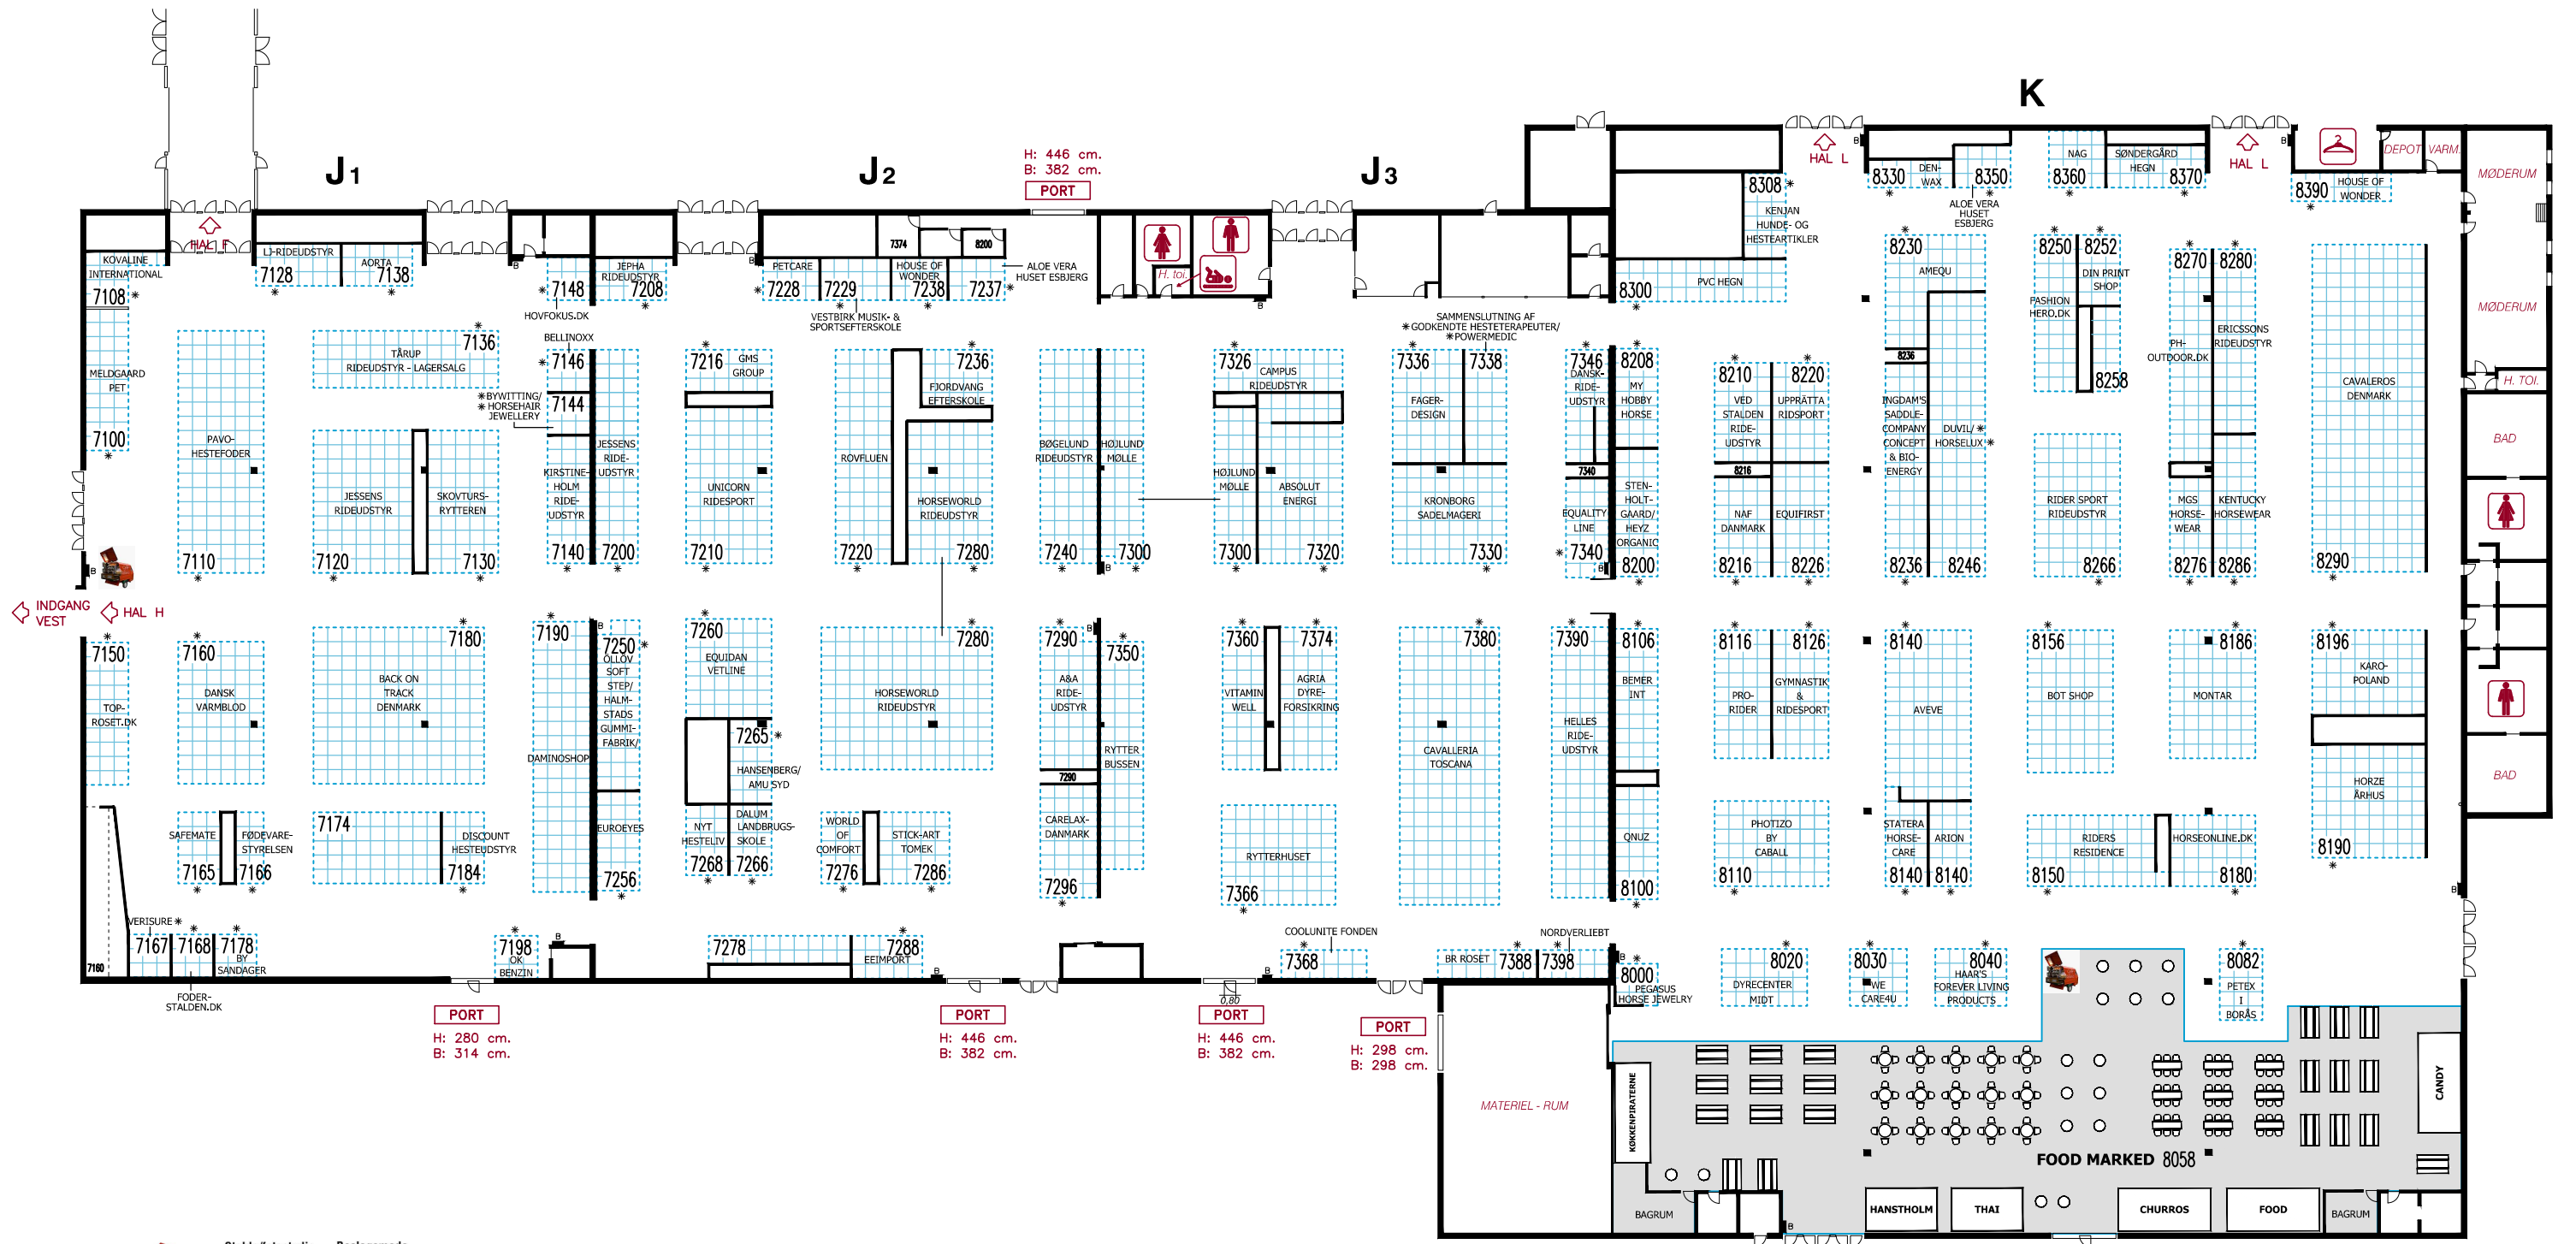 J1
J2
J3
K
H: 446 cm.
B: 382 cm.
PORT
HAL F
HAL L
HAL L
2
DEPOT
VARM.
MØDERUM
MØDERUM
H. TOI.
BAD
BAD
KOVALINE
INTERNATIONAL
7108
LJ-RIDEUDSTYR
7128
AORTA
7138
7148
HOVFOKUS.DK
JEPHA
RIDEUDSTYR
7208
PETCARE
7228
7229
VESTBIRK MUSIK- &
SPORTSEFTERSKOLE
7374
HOUSE OF
WONDER
7238
8200
7237
ALOE VERA
HUSET ESBJERG
H. toi.
8308
KENJAN
HUNDE- OG
HESTEARTIKLER
8300
PVC HEGN
8330
DEN-
WAX
8350
ALOE VERA
HUSET
ESBJERG
NAG
8360
SØNDERGÅRD
HEGN
8370
8390
HOUSE OF
WONDER
MELDGAARD
PET
7100
PAVO-
HESTEFODER
7110
7136
TÅRUP
RIDEUDSTYR - LAGERSALG
JESSENS
RIDEUDSTYR
7120
SKOVTURS-
RYTTEREN
7130
BELLINOXX
7146
*BYWITTING/
*HORSEHAIR
JEWELLERY
7144
KIRSTINE-
HOLM
RIDE-
UDSTYR
7140
JESSENS
RIDE-
UDSTYR
7200
7216
GMS
GROUP
UNICORN
RIDESPORT
7210
ROVFLUEN
7220
7236
FJORDVANG
EFTERSKOLE
HORSEWORLD
RIDEUDSTYR
7280
BØGELUND
RIDEUDSTYR
7240
HØJLUND
MØLLE
7300
7326
CAMPUS
RIDEUDSTYR
HØJLUND
MØLLE
7300
ABSOLUT
ENERGI
7320
SAMMENSLUTNING AF
*GODKENDTE HESTETERAPEUTER/
*POWERMEDIC
7336
7338
FAGER-
DESIGN
KRONBORG
SADELMAGERI
7330
7346
DANSK-
RIDE-
UDSTYR
7340
EQUALITY
LINE
7340
8208
MY
HOBBY
HORSE
STEN-
HOLT-
GAARD/
HEYZ
ORGANIC
8200
8210
VED
STALDEN
RIDE-
UDSTYR
8216
NAF
DANMARK
8216
8220
UPPRÄTTA
RIDSPORT
EQUIFIRST
8226
8230
AMEQU
8236
INGDAM'S
SADDLE-
COMPANY
CONCEPT
& BIO-
ENERGY
8236
DUVIL/*
HORSELUX *
8246
8250
FASHION
HERO.DK
8252
DIN PRINT
SHOP
8258
RIDER SPORT
RIDEUDSTYR
8266
8270
PH-
OUTDOOR.DK
8280
ERICSSONS
RIDEUDSTYR
MGS
HORSE-
WEAR
8276
KENTUCKY
HORSEWEAR
8286
CAVALEROS
DENMARK
8290
INDGANG
VEST
HAL H
7150
TOP-
ROSET.DK
7160
DANSK
VARMBLOD
7180
BACK ON
TRACK
DENMARK
7190
DAMINOSHOP
7250
ÖLLÖV
SOFT
STEP/
HALM-
STADS
GUMMI-
FABRIK/
EUROEYES
7256
7260
EQUIDAN
VETLINE
7265
HANSENBERG/
AMU SYD
NYT
HESTELIV
7268
DALUM
LANDBRUGS-
SKOLE
7266
7280
HORSEWORLD
RIDEUDSTYR
WORLD
OF
COMFORT
7276
STICK-ART
TOMEK
7286
7290
A&A
RIDE-
UDSTYR
7290
CARELAX-
DANMARK
7296
7350
RYTTER
BUSSEN
7360
VITAMIN
WELL
7374
AGRIA
DYRE-
FORSIKRING
RYTTERHUSET
7366
7380
CAVALLERIA
TOSCANA
7390
HELLES
RIDE-
UDSTYR
8106
BEMER
INT
QNUZ
8100
8116
PRO-
RIDER
8126
GYMNASTIK
&
RIDESPORT
PHOTIZO
BY
CABALL
8110
8140
AVEVE
STATERA
HORSE-
CARE
8140
ARION
8140
8156
BOT SHOP
RIDERS
RESIDENCE
8150
8186
MONTAR
HORSEONLINE.DK
8180
8196
KARO-
POLAND
HORZE
ÅRHUS
8190
SAFEMATE
7165
FØDEVARE-
STYRELSEN
7166
7174
DISCOUNT
HESTEUDSTYR
7184
7160
VERISURE *
7167
7168
FODER-
STALDEN.DK
7178
BY
SANDAGER
7198
OK
BENZIN
7278
7288
EEIMPORT
COOLUNITE FONDEN
7368
BR ROSET
7388
NORDVERLIEBT
7398
8000
PEGASUS
HORSE JEWELRY
8020
DYRECENTER
MIDT
8030
WE
CARE4U
8040
HAAR'S
FOREVER LIVING
PRODUCTS
8082
PETEX
I
BORÅS
PORT
H: 280 cm.
B: 314 cm.
PORT
H: 446 cm.
B: 382 cm.
0,80
PORT
H: 446 cm.
B: 382 cm.
PORT
H: 298 cm.
B: 298 cm.
MATERIEL - RUM
KØKKENPIRATERNE
CANDY
FOOD MARKED 8058
BAGRUM
HANSTHOLM
THAI
CHURROS
FOOD
BAGRUM